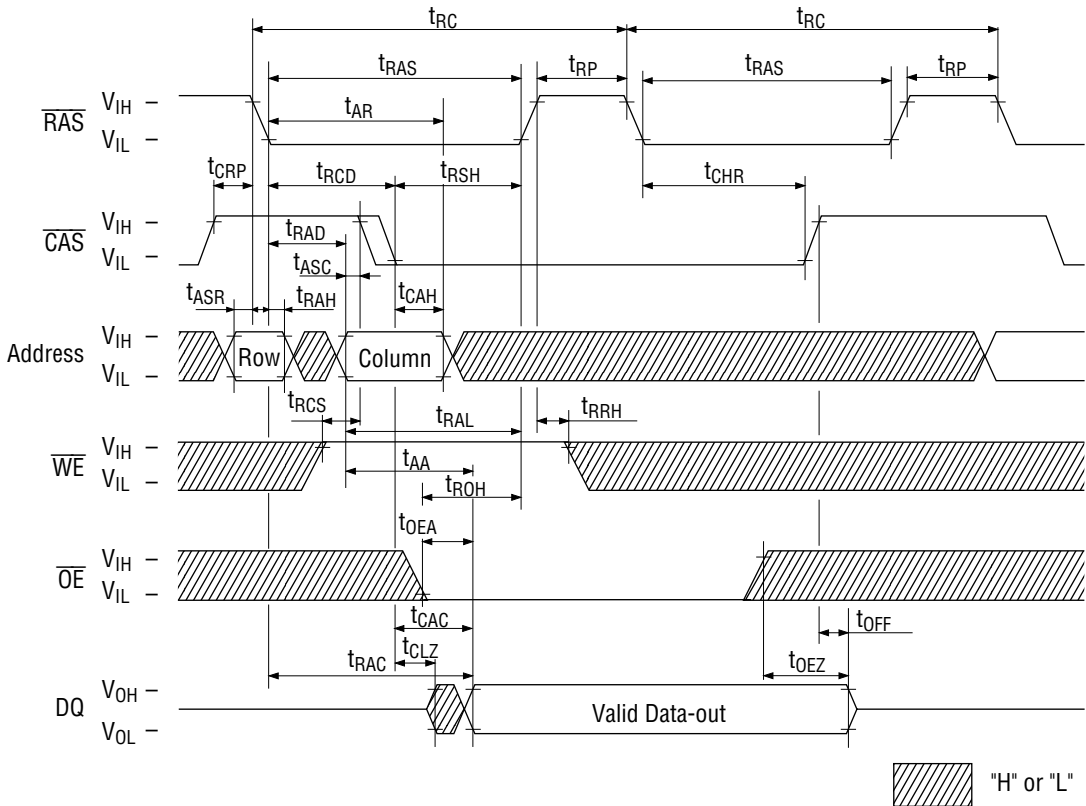 tRC tRC
tRAS tRP tRAS tRP
RAS VIH –
VIL –
tAR
tCRP tRCD tRSH tCHR
CAS VIH –
VIL –
tRAD
tASC
tASR tRAH tCAH
Address VIH –
VIL –
Row Column
tRCS tRAL tRRH
WE VIH –
VIL –
tAA
tROH
tOEA
OE VIH –
VIL –
tCAC tOFF
tCLZ
tRAC tOEZ
DQ VOH –
VOL –
Valid Data-out
"H" or "L"